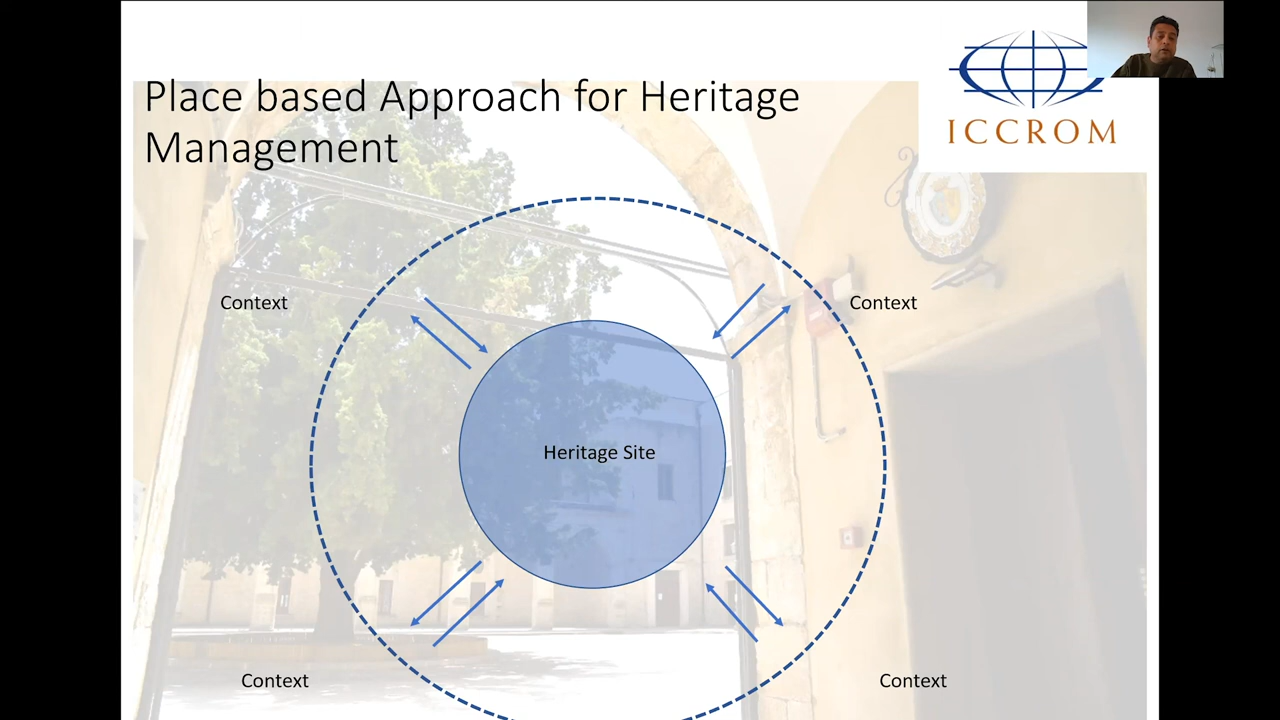 Place based Approach for Heritage
Management
ICCROM
Context
Context
Heritage Site
Context
Context